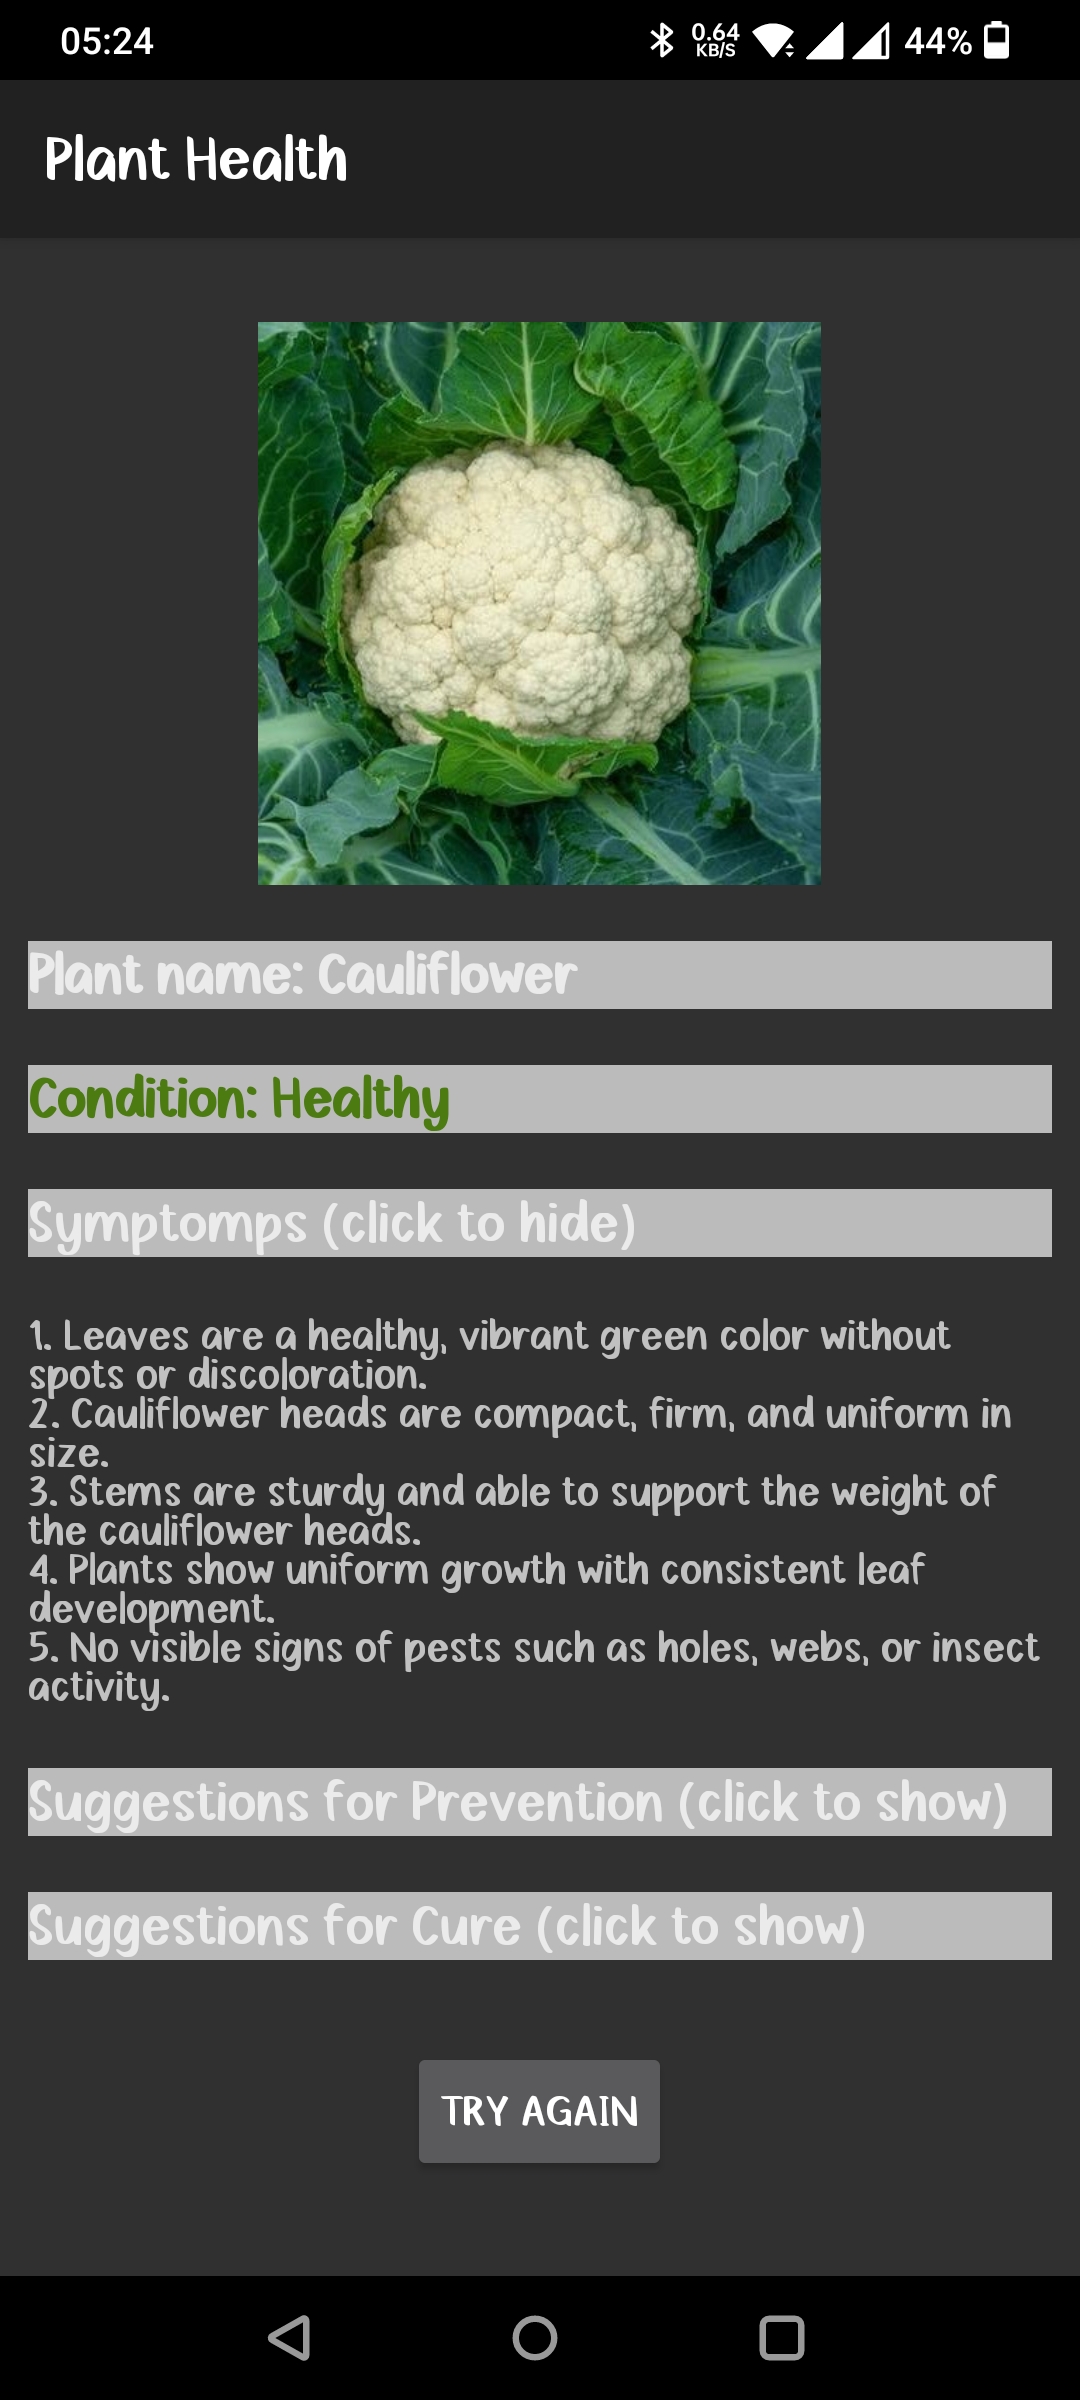 05:24
0.64
KB/S
44%
Plant Health
Plant name: Cauliflower
Condition: Healthy
Symptomps (click to hide)
1. Leaves are a healthy, vibrant green color without
spots or discoloration.
2. Cauliflower heads are compact, firm, and uniform in
size.
3. Stems are sturdy and able to support the weight of
the cauliflower heads.
4. Plants show uniform growth with consistent leaf
development.
5. No visible signs of pests such as holes, webs, or insect
activity.
Suggestions for Prevention (click to show)
Suggestions for Cure (click to show)
TRY AGAIN